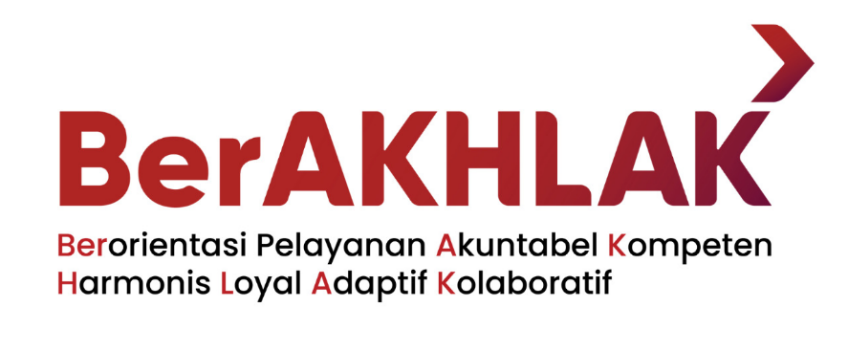 BerAKHLAK
Berorientasi Pelayanan Akuntabel Kompeten
Harmonis Loyal Adaptif Kolaboratif